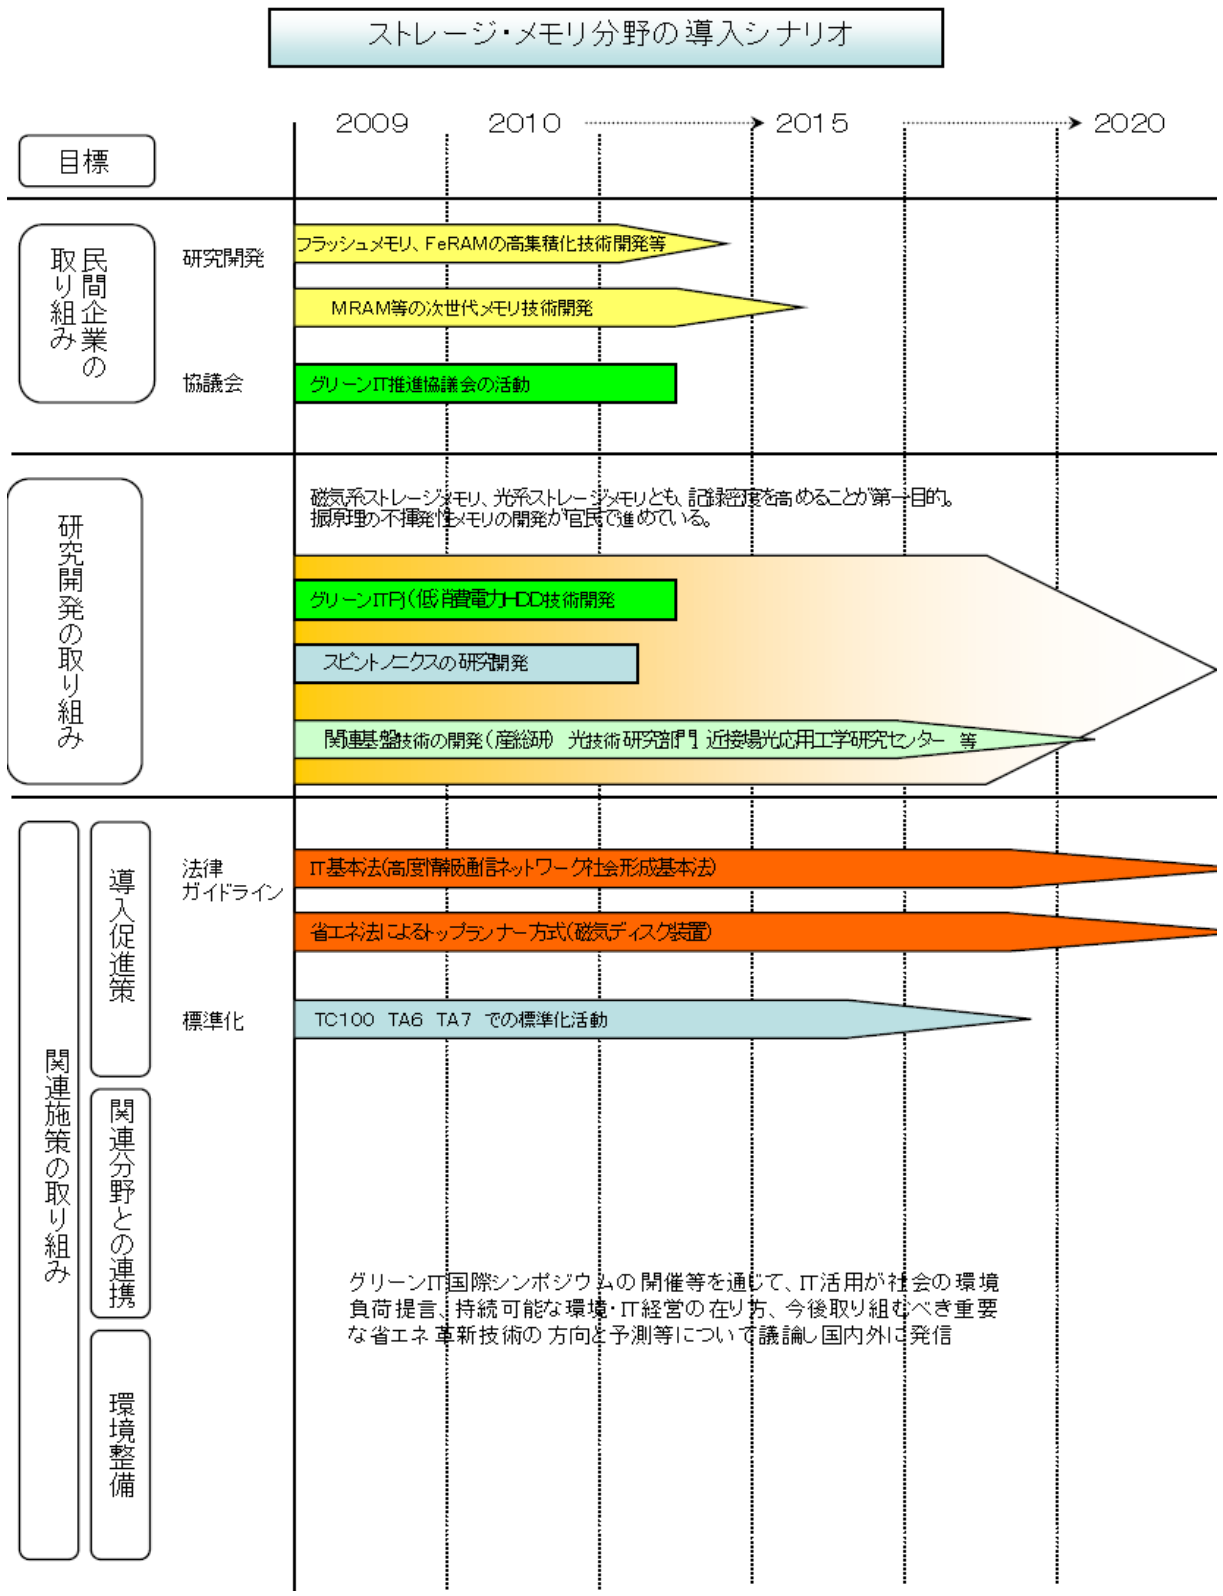 ストレージ・メモリ分野の導入シナリオ
2009 2010 2015 2020
目標
民間企業の
取り組み
研究開発
フラッシュメモリ、FeRAMの高集積化技術開発等
MRAM等の次世代メモリ技術開発
協議会
グリーンIT推進協議会の活動
研究開発の取り組み
磁気系ストレージメモリ、光系ストレージメモリとも、記録密度を高めることが第一目的。
振原理の不揮発性メモリの開発が官民で進めている。
グリーンITPj(低消費電力HDD技術開発
スピントノニクスの研究開発
関連基盤技術の開発(産総研) 光技術研究部門、近接場光応用工学研究センター 等
関連施策の取り組み
導入促進策
法律
ガイドライン
IT基本法(高度情報通信ネットワーク社会形成基本法)
省エネ法によるトップランナー方式(磁気ディスク装置)
標準化
TC100 TA6 TA7 での標準化活動
関連分野との連携
グリーンIT国際シンポジウムの開催等を通じて、IT活用が社会の環境
負荷提言、持続可能な環境・IT経営の在り方、今後取り組むべき重要
な省エネ革新技術の方向と予測等について議論し国内外に発信
環境整備